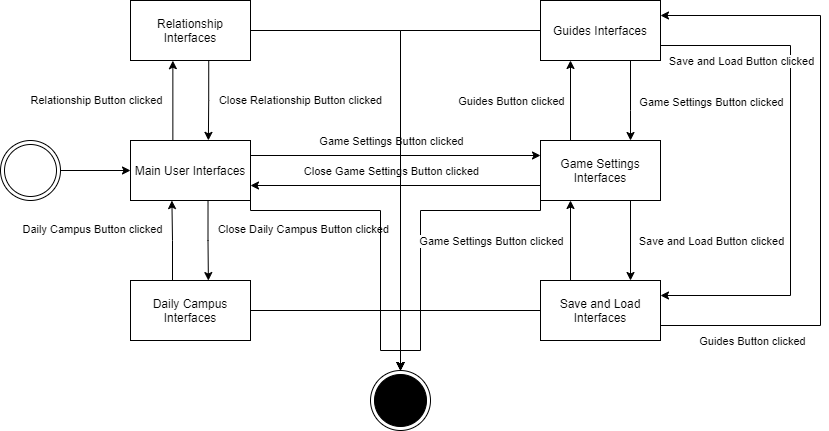 Relationship
Interfaces
Guides Interfaces
Save and Load Button clicked
Relationship Button clicked
Close Relationship Button clicked
Guides Button clicked
Game Settings Button clicked
Game Settings Button clicked
Main User Interfaces
Close Game Settings Button clicked
Game Settings
Interfaces
Daily Campus Button clicked
Close Daily Campus Button clicked
Game Settings Button clicked
Save and Load Button clicked
Daily Campus
Interfaces
Save and Load
Interfaces
Guides Button clicked